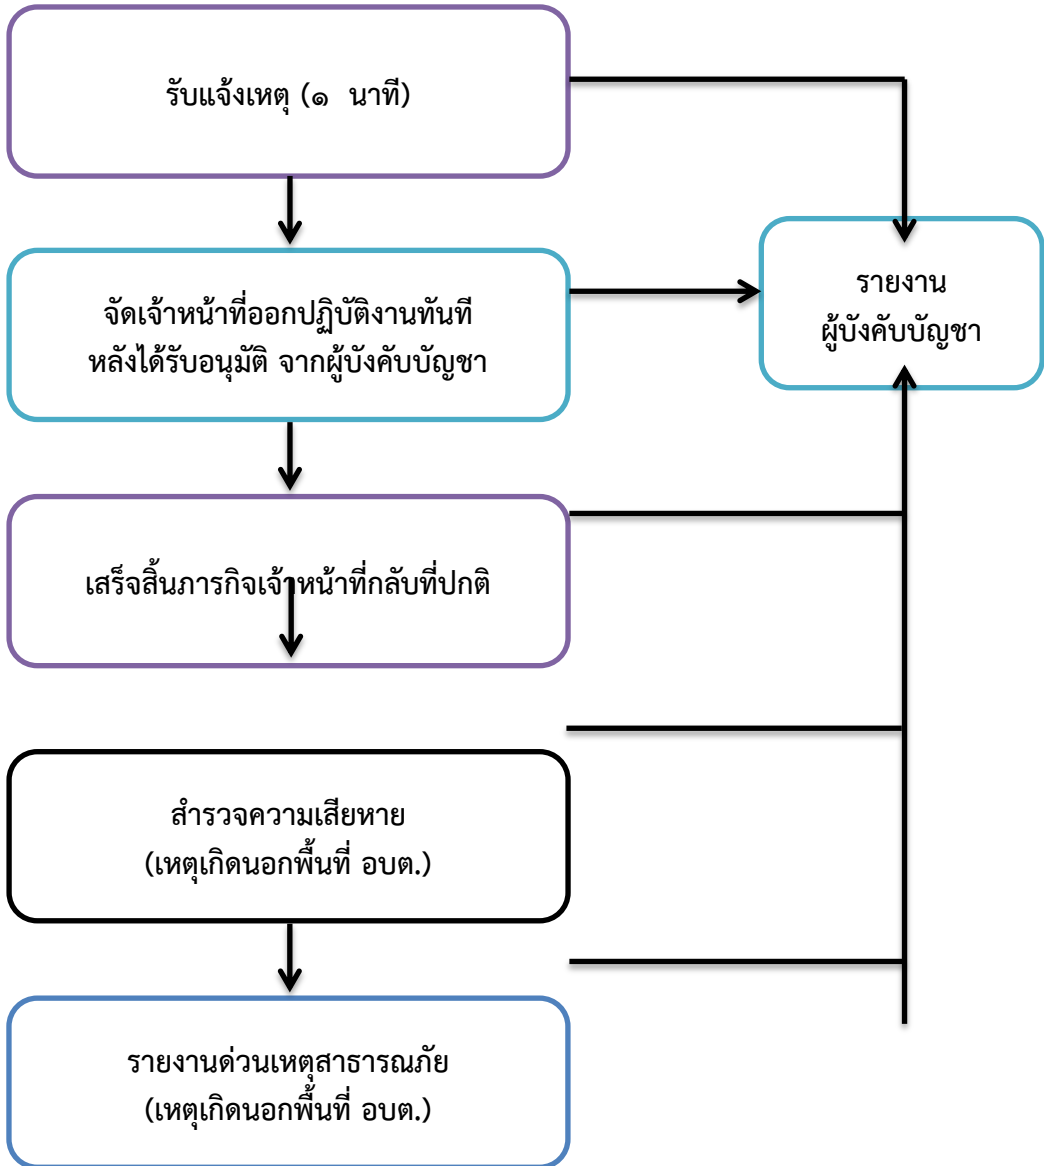 รับแจ้งเหตุ (๑ นาที)
จัดเจ้าหน้าที่ออกปฏิบัติงานทันที
หลังได้รับอนุมัติ จากผู้บังคับบัญชา
รายงาน
ผู้บังคับบัญชา
เสร็จสิ้นภารกิจเจ้าหน้าที่กลับที่ปกติ
สำรวจความเสียหาย
(เหตุเกิดนอกพื้นที่ อบต.)
รายงานด่วนเหตุสาธารณภัย
(เหตุเกิดนอกพื้นที่ อบต.)